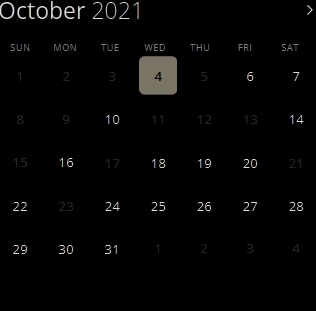 October 2021
SUN MON TUE WED THU FRI SAT
1 2 3 4 5 6 7
8 9 10 11 12 13 14
15 16 17 18 19 20 21
22 23 24 25 26 27 28
29 30 31 1 2 3 4